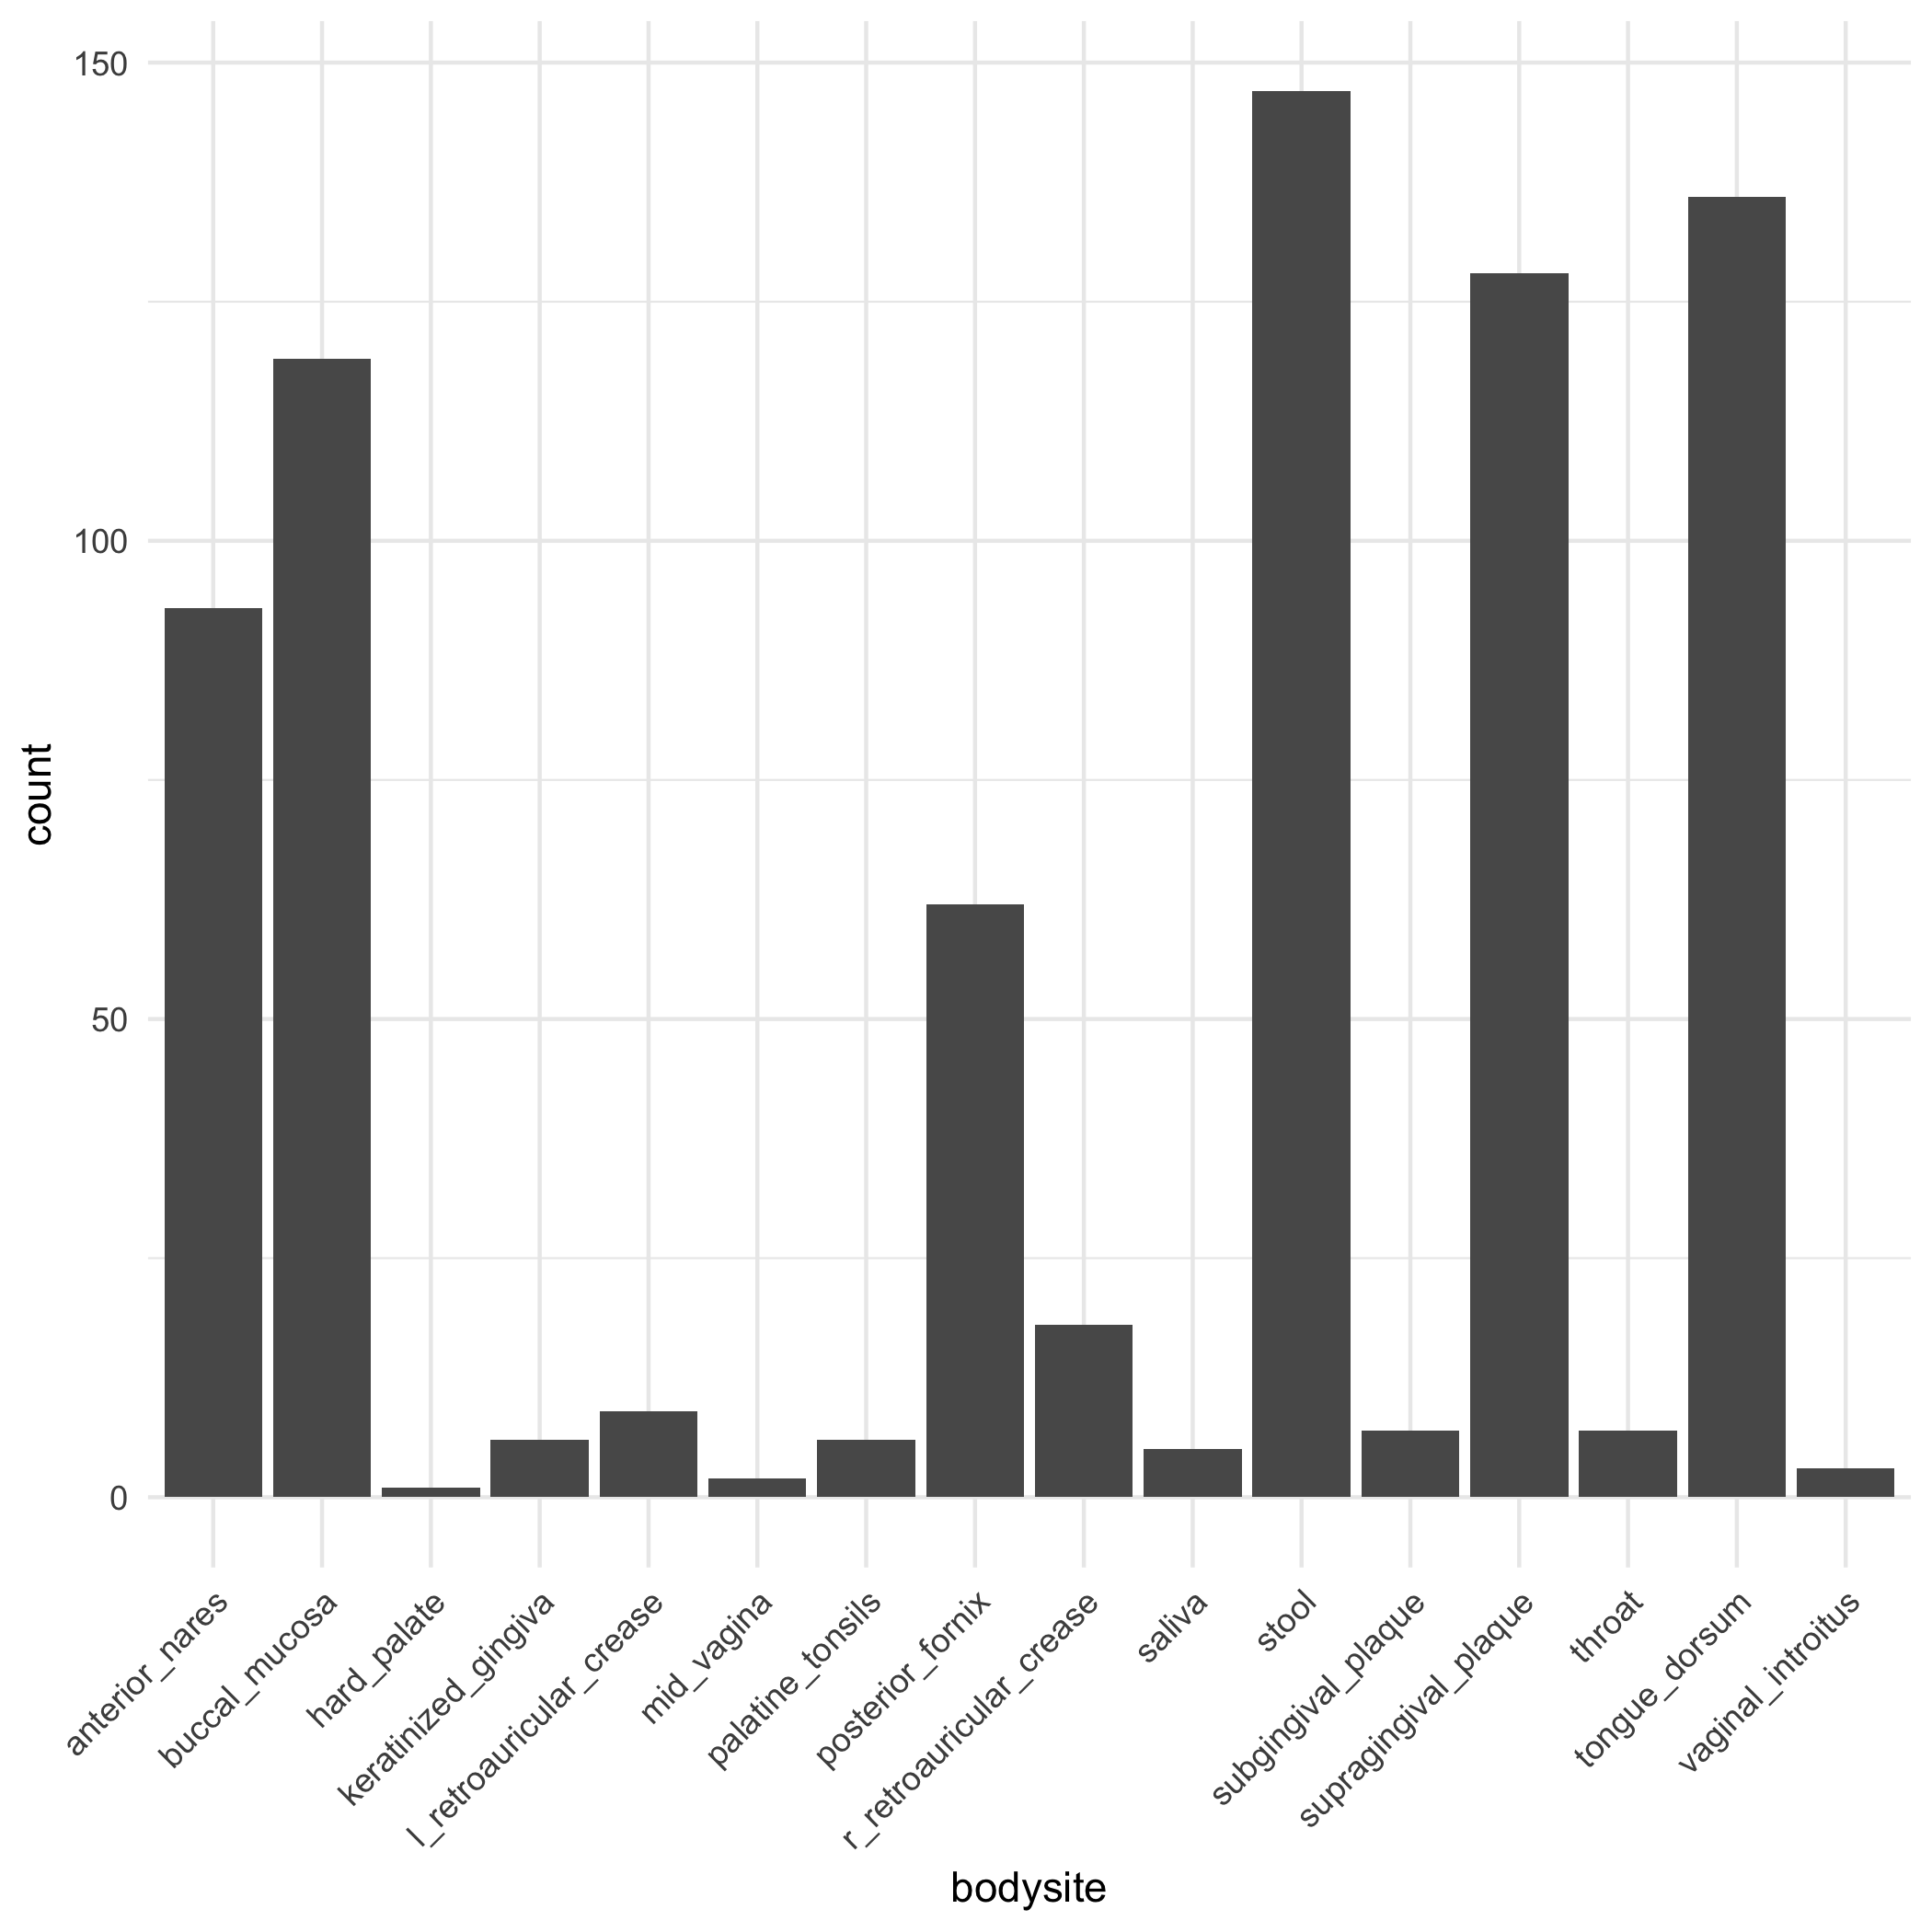 150
100
50
0
count
anterior_nares
buccal_mucosa
hard_palate
keratinized_gingiva
l_retroauricular_crease
mid_vagina
palatine_tonsils
posterior_fornix
r_retroauricular_crease
saliva
stool
subgingival_plaque
supragingival_plaque
throat
tongue_dorsum
vaginal_introitus
bodysite